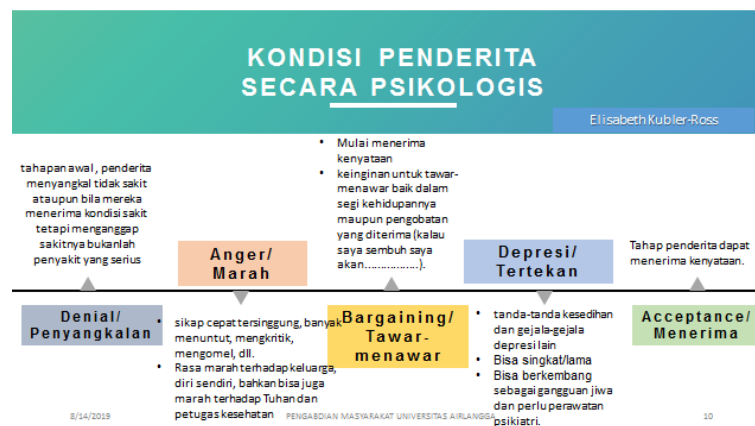 KONDISI PENDERITA
SECARA PSIKOLOGIS
Elisabeth Kubler-Ross
tahapan awal, penderita
menyangkal tidak sakit
ataupun bila mereka
menerima kondisi sakit
tetapi menganggap
sakitnya bukanlah
penyakit yang serius
Denial/
Penyangkalan
Anger/
Marah
• sikap cepat tersinggung, banyak
menuntut, mengkritik,
mengomel, dll.
• Rasa marah terhadap keluarga,
diri sendiri, bahkan bisa juga
marah terhadap Tuhan dan
petugas kesehatan
• Mulai menerima
kenyataan
• keinginan untuk tawar-
menawar baik dalam
segi kehidupannya
maupun pengobatan
yang diterima (kalau
saya sembuh saya
akan.................).
Bargaining/
Tawar-
menawar
Depresi/
Tertekan
• tanda-tanda kesedihan
dan gejala-gejala
depresi lain
• Bisa singkat/lama
• Bisa berkembang
sebagai gangguan jiwa
dan perlu perawatan
psikiatri.
Tahap penderita dapat
menerima kenyataan.
Acceptance/
Menerima
8/14/2019
PENGABDIAN MASYARAKAT UNIVERSITAS AIRLANGGA
10